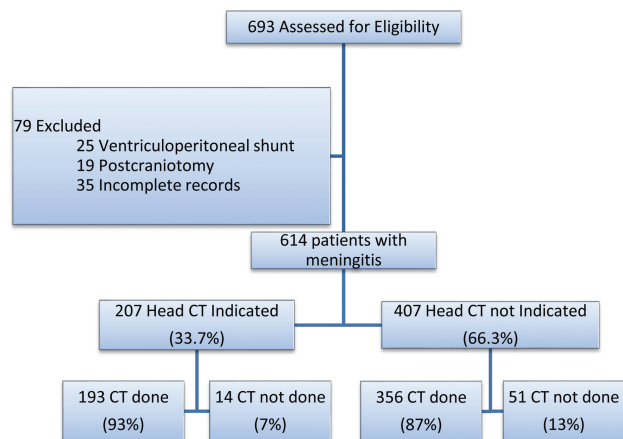 693 Assessed for Eligibility
79 Excluded
25 Ventriculoperitoneal shunt
19 Postcraniotomy
35 Incomplete records
614 patients with
meningitis
207 Head CT Indicated
(33.7%)
407 Head CT not Indicated
(66.3%)
193 CT done
(93%)
14 CT not done
(7%)
356 CT done
(87%)
51 CT not done
(13%)